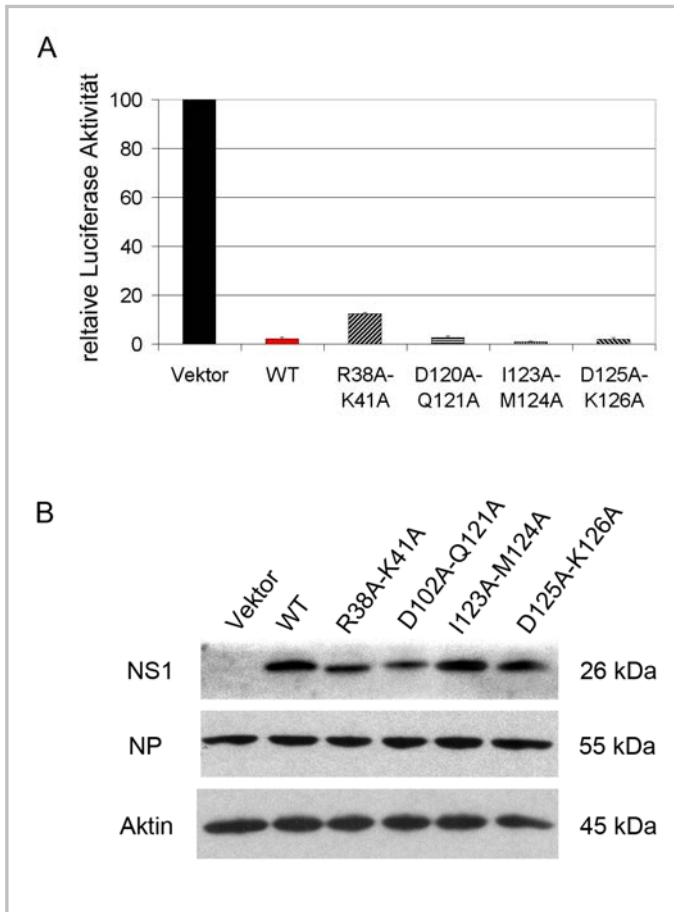 A
reltaive Luciferase Aktivität
100
80
60
40
20
0
Vektor
WT
R38A-
K41A
D120A-
Q121A
I123A-
M124A
D125A-
K126A
B
Vektor
WT
R38A-K41A
D102A-Q121A
I123A-M124A
D125A-K126A
NS1
26 kDa
NP
55 kDa
Aktin
45 kDa